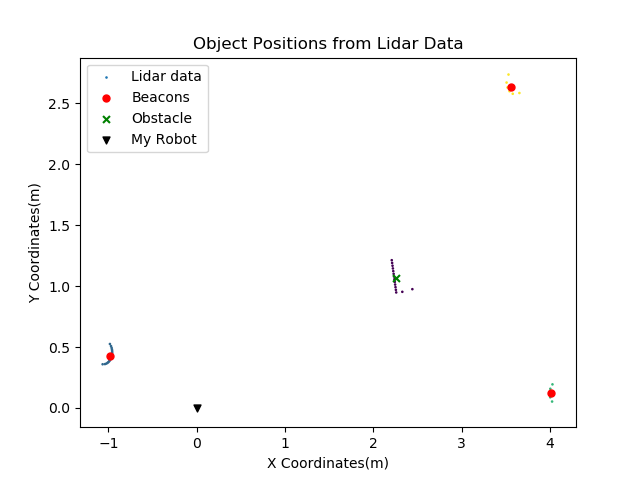 Object Positions from Lidar Data
Lidar data
Beacons
Obstacle
My Robot
Y Coordinates(m)
2.5
2.0
1.5
1.0
0.5
0.0
−1 0 1 2 3 4
X Coordinates(m)